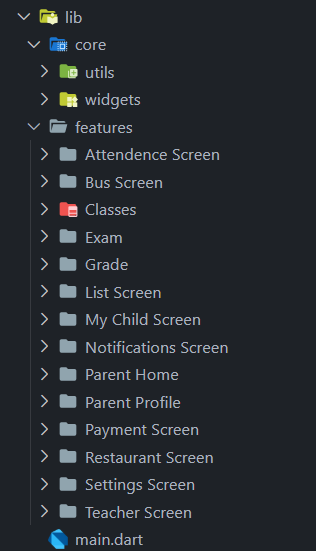 lib
core
utils
widgets
features
Attendence Screen
Bus Screen
Classes
Exam
Grade
List Screen
My Child Screen
Notifications Screen
Parent Home
Parent Profile
Payment Screen
Restaurant Screen
Settings Screen
Teacher Screen
main.dart